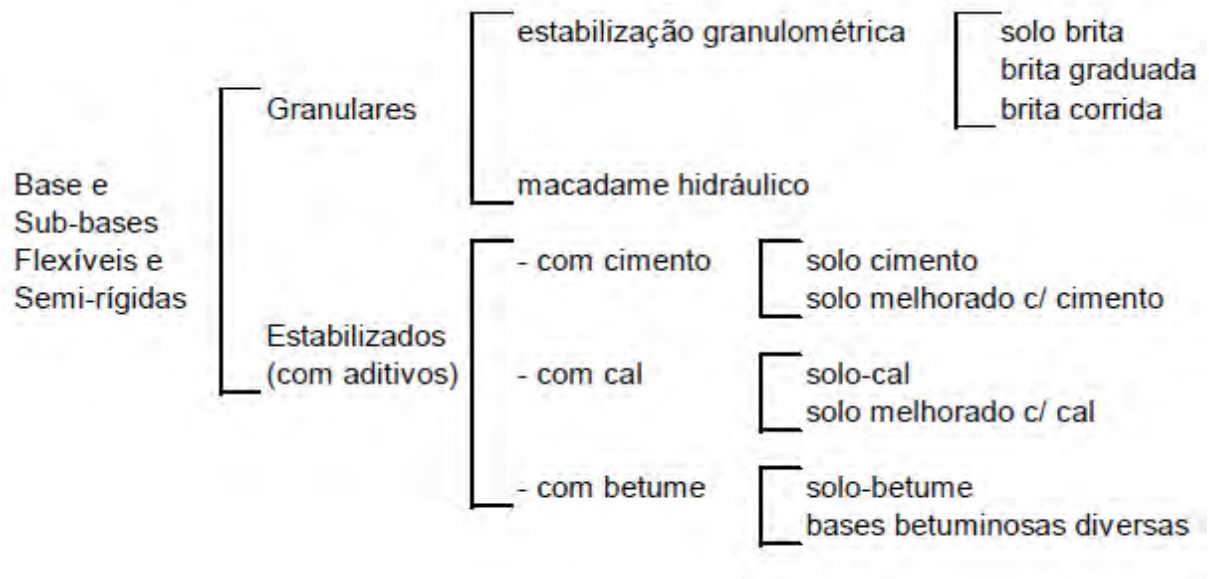 Base e
Sub-bases
Flexíveis e
Semi-rígidas
Granulares
estabilização granulométrica
solo brita
brita graduada
brita corrida
macadame hidráulico
Estabilizados
(com aditivos)
- com cimento
solo cimento
solo melhorado c/ cimento
- com cal
solo-cal
solo melhorado c/ cal
- com betume
solo-betume
bases betuminosas diversas